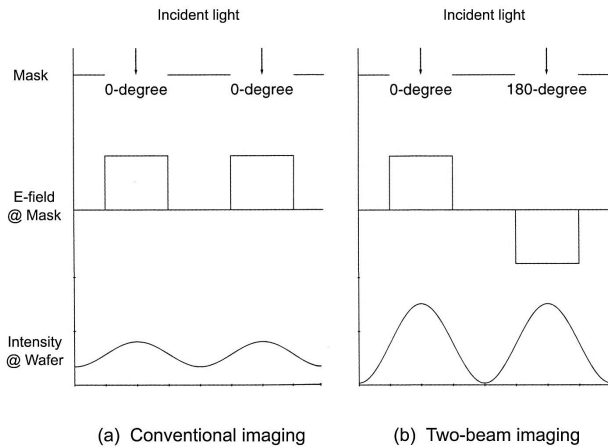 Incident light
Incident light
Mask
0-degree
0-degree
0-degree
180-degree
E-field
@ Mask
Intensity
@ Wafer
(a) Conventional imaging
(b) Two-beam imaging